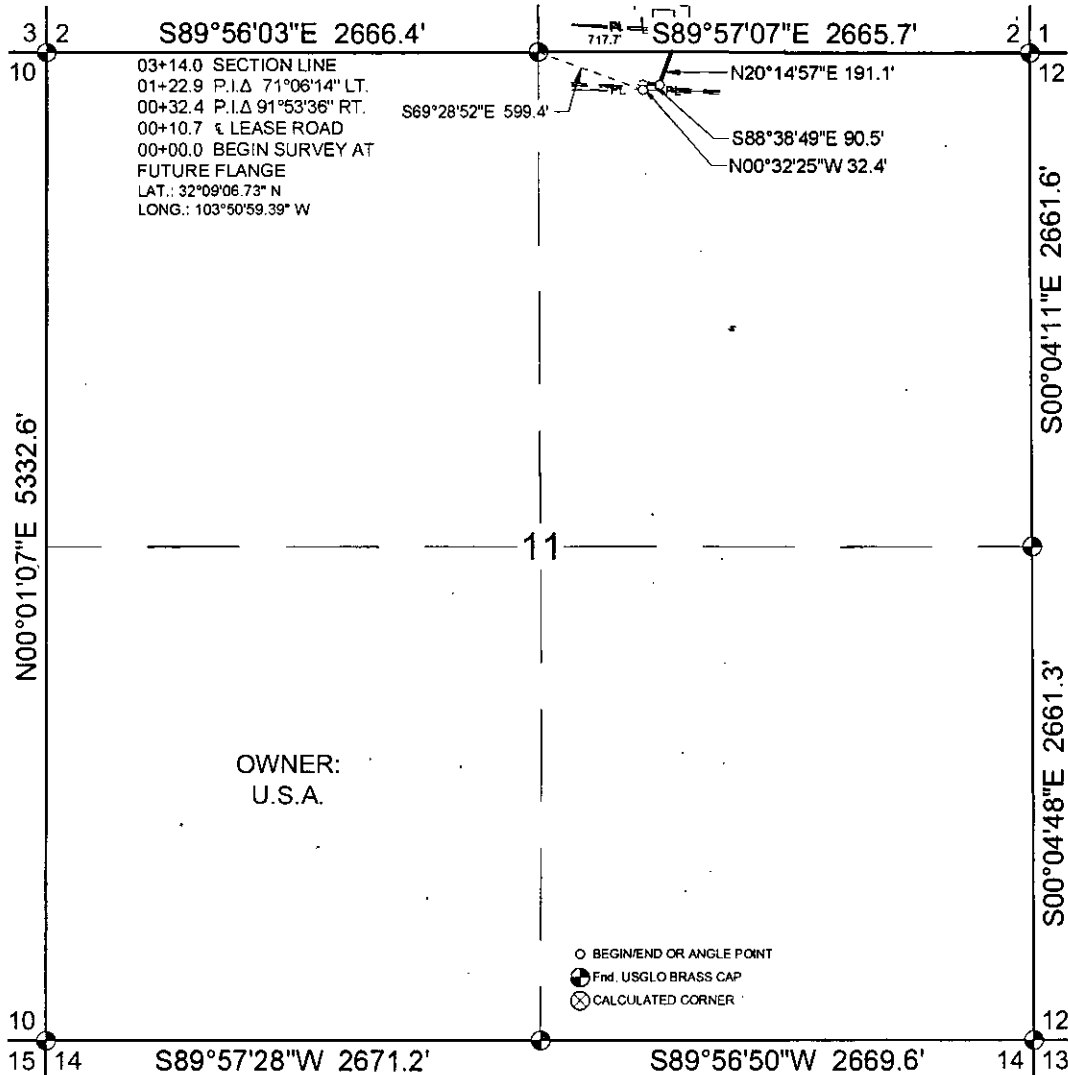 3 2
S89°56'03"E 2666.4'
PL
717.7'
S89°57'07"E 2665.7'
2 1
10
12
03+14.0 SECTION LINE
01+22.9 P.I.Δ 71°06'14" LT.
00+32.4 P.I.Δ 91°53'36" RT.
00+10.7 ℄ LEASE ROAD
00+00.0 BEGIN SURVEY AT
FUTURE FLANGE
LAT.: 32°09'06.73" N
LONG.: 103°50'59.39" W
N20°14'57"E 191.1'
PL
PL
S69°28'52"E 599.4'
S88°38'49"E 90.5'
N00°32'25"W 32.4'
S00°04'11"E 2661.6'
N00°01'07"E 5332.6'
11
S00°04'48"E 2661.3'
OWNER:
U.S.A.
BEGIN/END OR ANGLE POINT
Fnd. USGLO BRASS CAP
CALCULATED CORNER
10
12
15 14
S89°57'28"W 2671.2'
S89°56'50"W 2669.6'
14 13